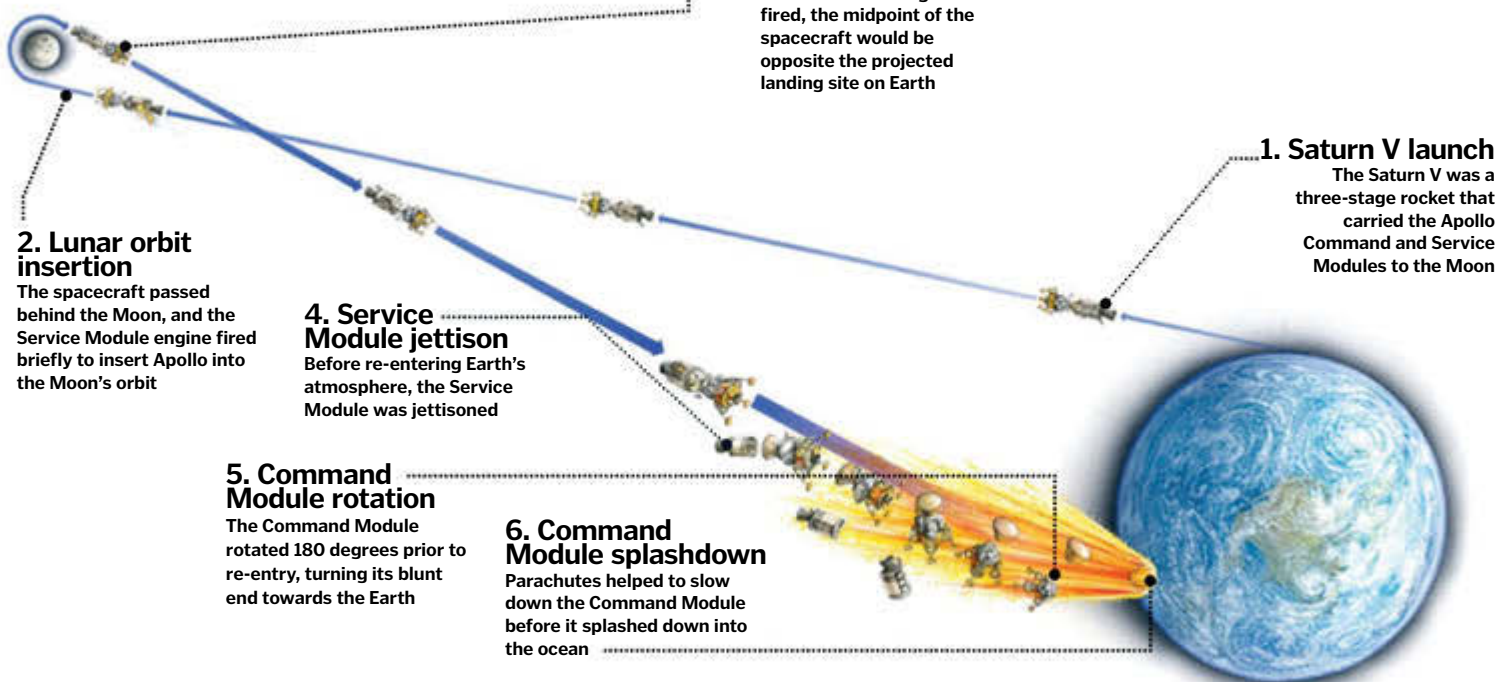 fired, the midpoint of the
spacecraft would be
opposite the projected
landing site on Earth
1. Saturn V launch
The Saturn V was a
three-stage rocket that
carried the Apollo
Command and Service
Modules to the Moon
2. Lunar orbit
insertion
The spacecraft passed
behind the Moon, and the
Service Module engine fired
briefly to insert Apollo into
the Moon’s orbit
4. Service
Module jettison
Before re-entering Earth’s
atmosphere, the Service
Module was jettisoned
5. Command
Module rotation
The Command Module
rotated 180 degrees prior to
re-entry, turning its blunt
end towards the Earth
6. Command
Module splashdown
Parachutes helped to slow
down the Command Module
before it splashed down into
the ocean